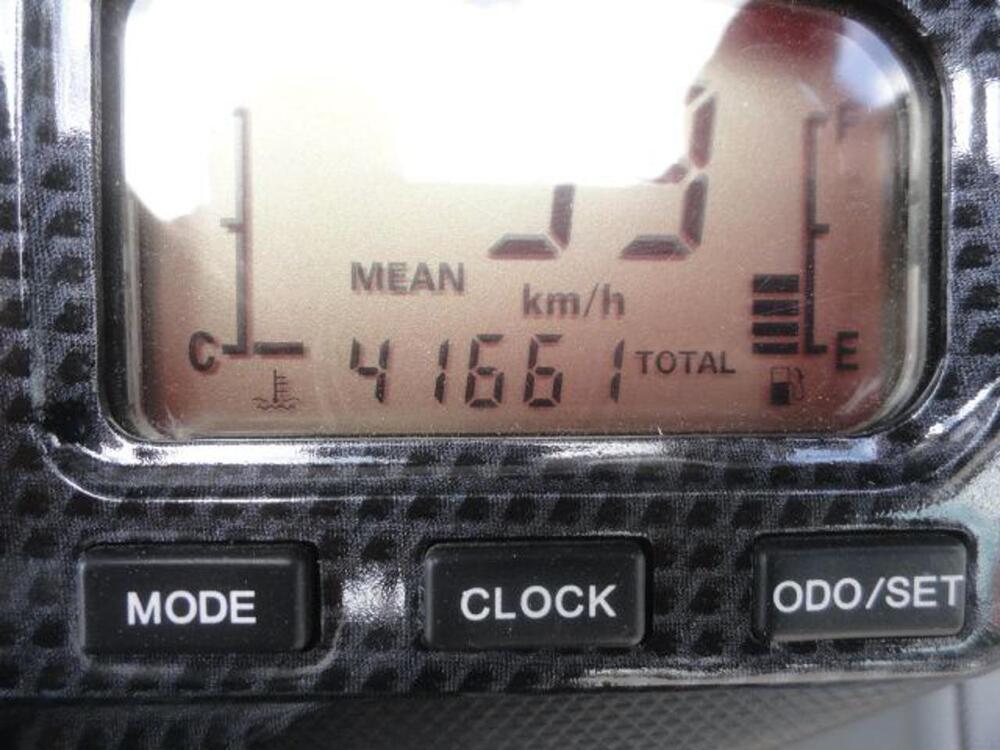 F
MEAN
km/h
C 41661 TOTAL E
MODE CLOCK ODO/SET